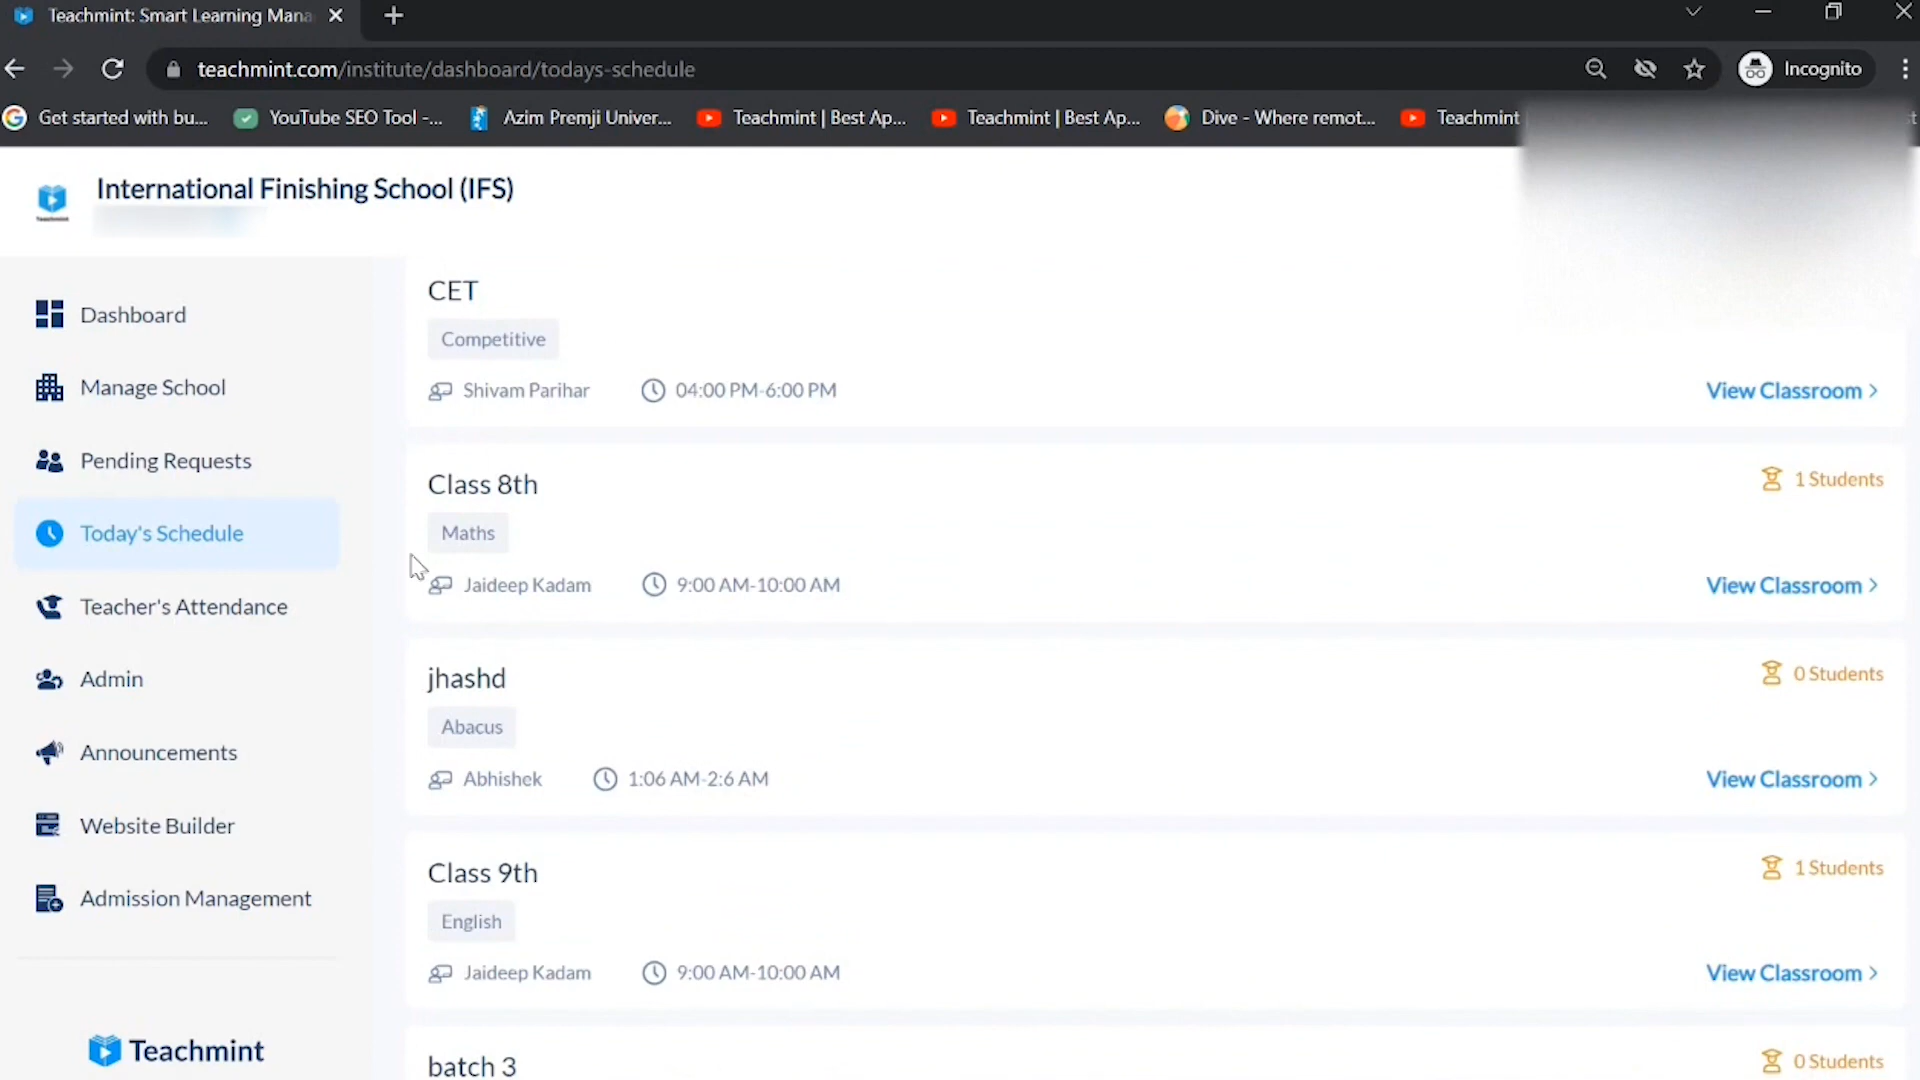 Teachmint: Smart Learning Mana
teachmint.com/institute/dashboard/todays-schedule
Incognito
Get started with bu...
YouTube SEO Tool -...
Azim Premji Univer...
Teachmint | Best Ap...
Teachmint | Best Ap...
Dive - Where remot...
Teachmint
International Finishing School (IFS)
Teachmint
Dashboard
Manage School
Pending Requests
Today's Schedule
Teacher's Attendance
Admin
Announcements
Website Builder
Admission Management
Teachmint
CET
Competitive
Shivam Parihar
04:00 PM-6:00 PM
View Classroom >
Class 8th
1 Students
Maths
Jaideep Kadam
9:00 AM-10:00 AM
View Classroom >
jhashd
0 Students
Abacus
Abhishek
1:06 AM-2:6 AM
View Classroom >
Class 9th
1 Students
English
Jaideep Kadam
9:00 AM-10:00 AM
View Classroom >
batch 3
0 Students